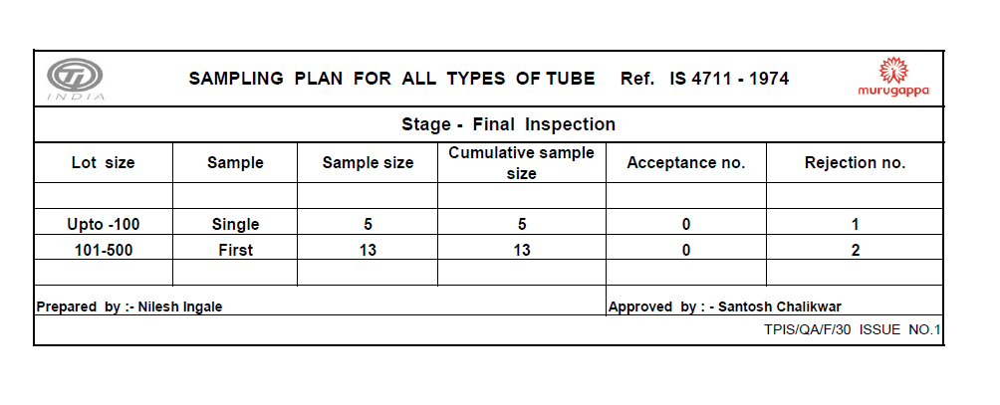 TI
INDIA
SAMPLING PLAN FOR ALL TYPES OF TUBE Ref. IS 4711 - 1974
murugappa
Stage - Final Inspection
Lot size Sample Sample size Cumulative sample size Acceptance no. Rejection no.
Upto -100 Single 5 5 0 1
101-500 First 13 13 0 2
Prepared by :- Nilesh Ingale Approved by : - Santosh Chalikwar
TPIS/QA/F/30 ISSUE NO.1